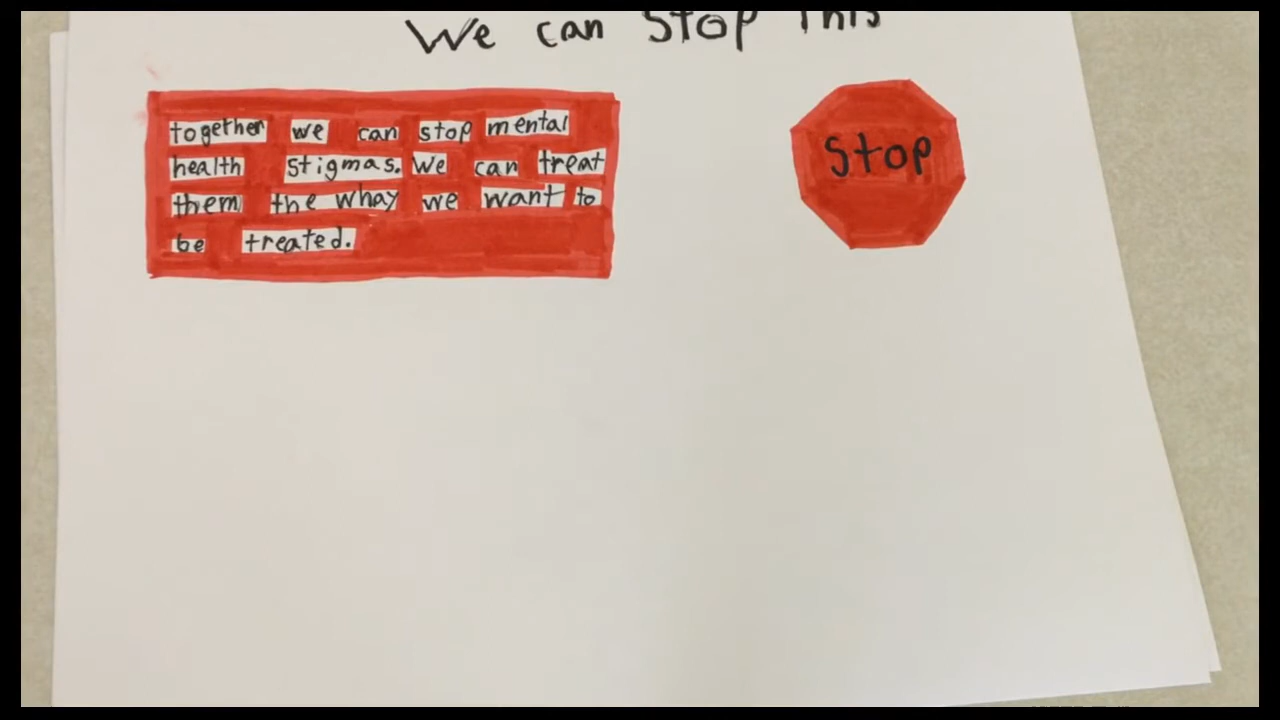 We can Stop This
together we can stop mental
health stigmas. We can treat
them the whay we want to
be treated.
Stop